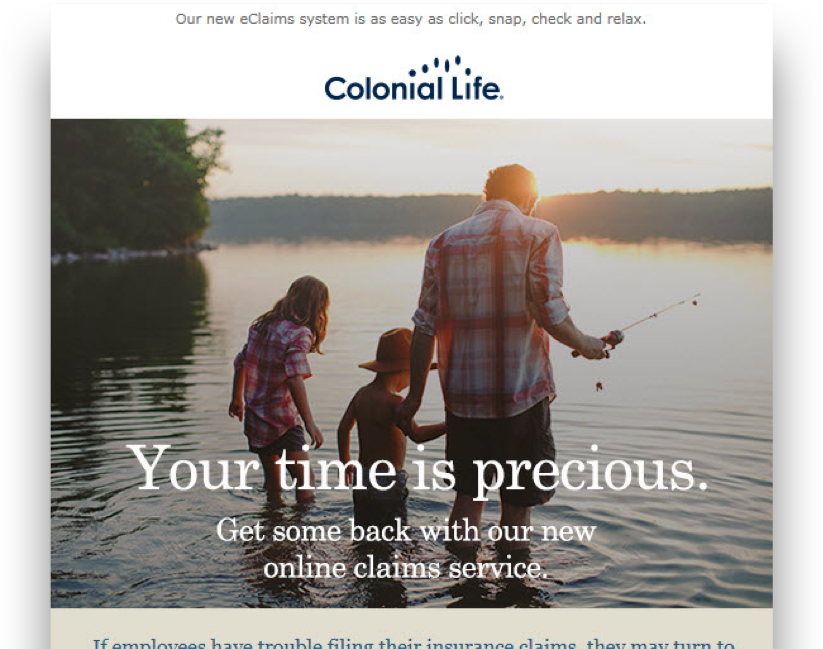 Our new eClaims system is as easy as click, snap, check and relax.
Colonial Life
Your time is precious.
Get some back with our new
online claims service.
If employees have trouble filing their insurance claims, they may turn to